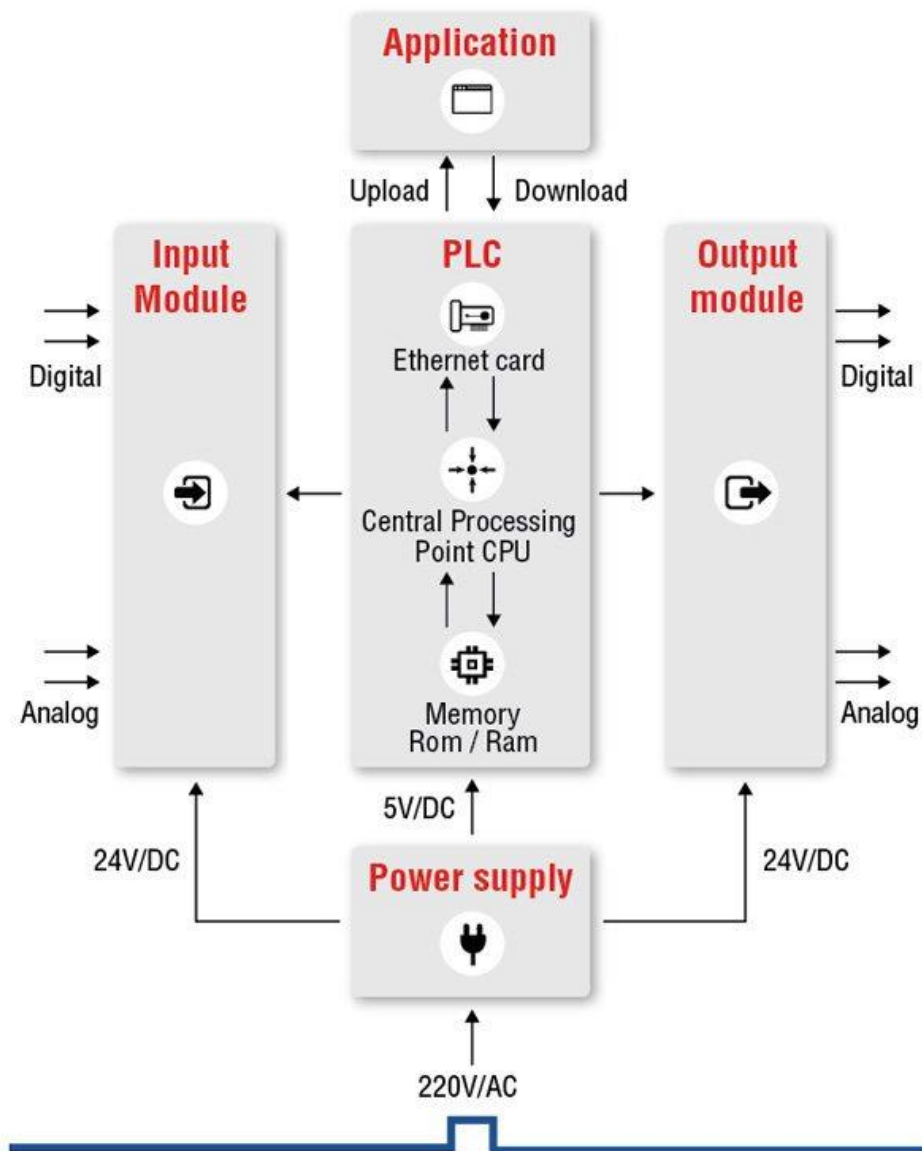 Application
Upload
Download
Input
Module
PLC
Output
module
Ethernet card
Digital
Digital
Central Processing
Point CPU
Memory
Rom / Ram
Analog
Analog
5V/DC
24V/DC
24V/DC
Power supply
220V/AC